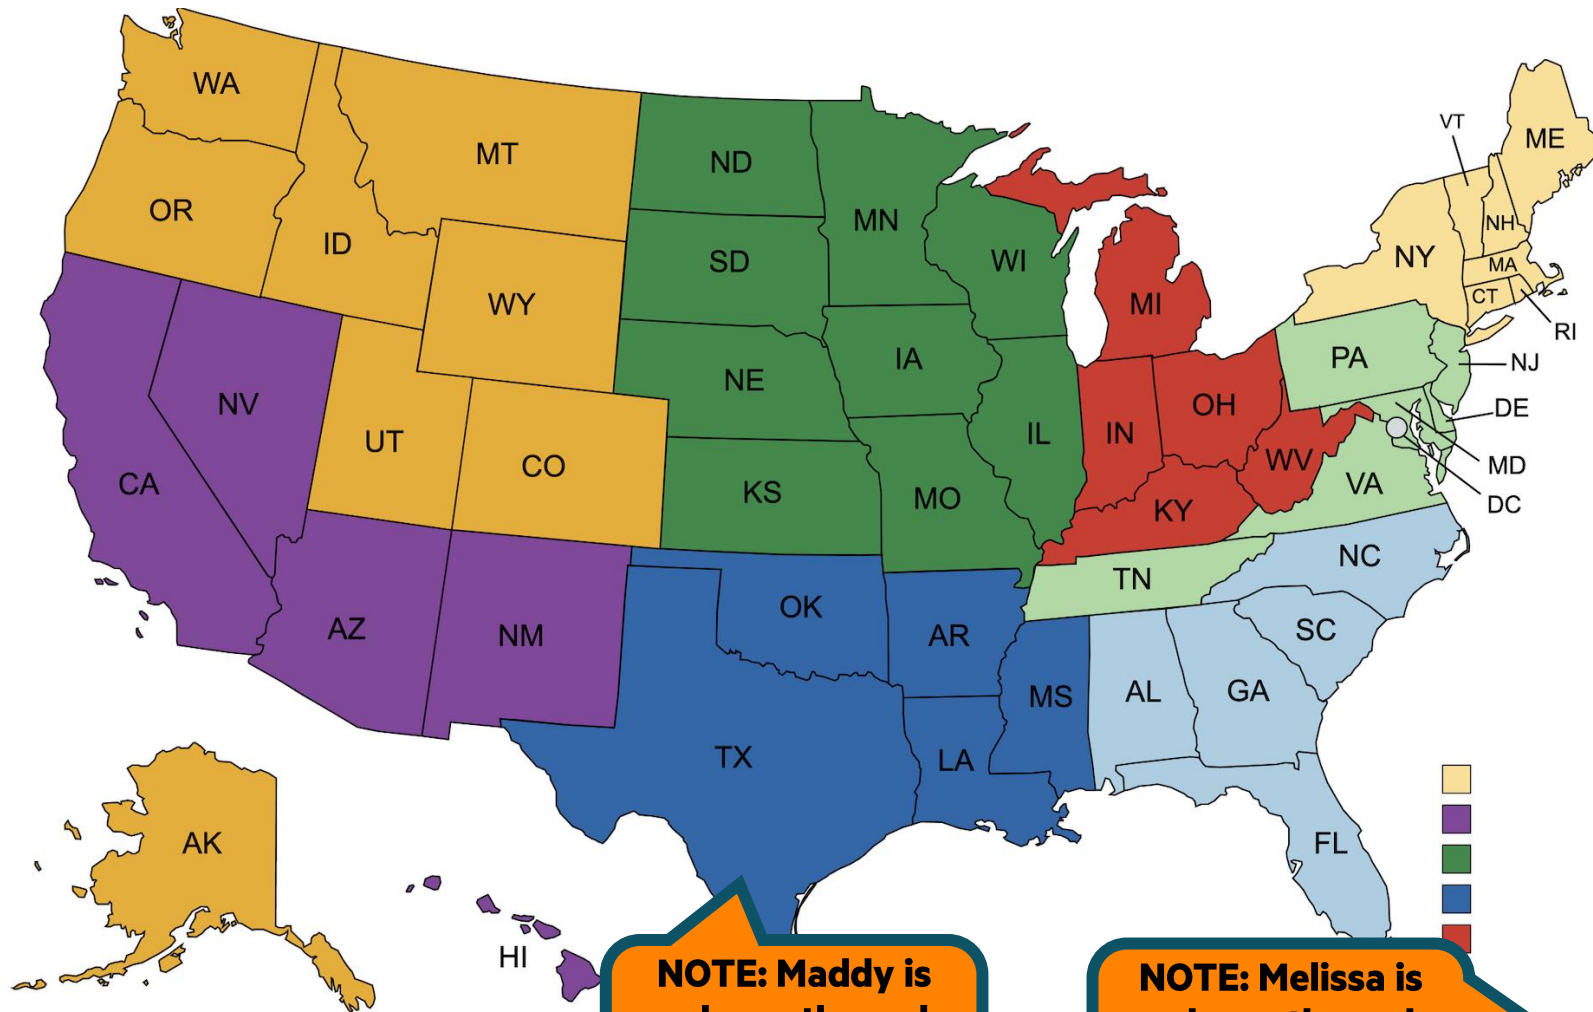 WA
MT
ND
MN
VT
ME
OR
ID
SD
WI
NY
NH
MA
CT
RI
WY
MI
NE
IA
PA
NJ
NV
UT
CO
IL
IN
OH
DE
CA
KS
MO
WV
KY
VA
MD
DC
AZ
NM
OK
AR
TN
NC
SC
MS
AL
GA
TX
LA
FL
AK
HI
NOTE: Maddy is
NOTE: Melissa is